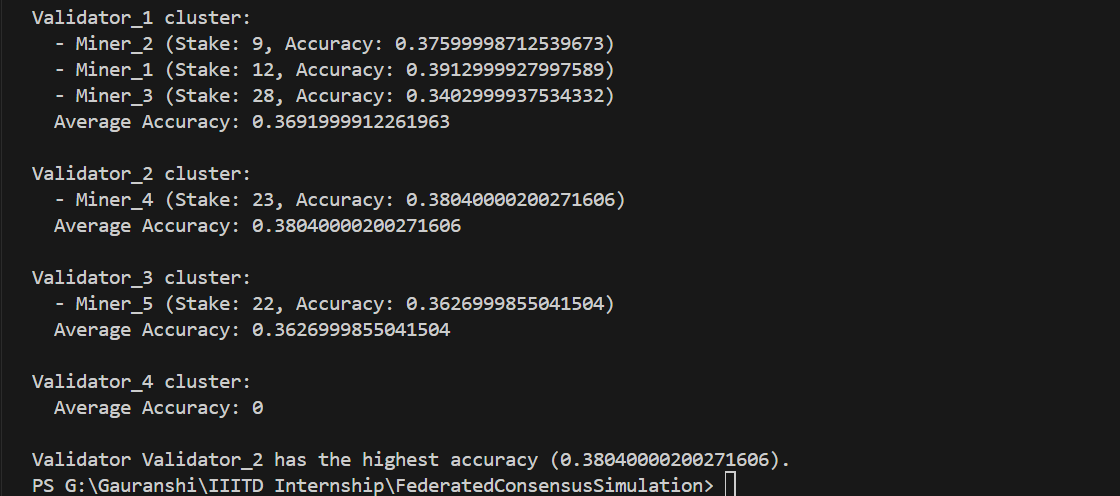 Validator_1 cluster:
- Miner_2 (Stake: 9, Accuracy: 0.37599998712539673)
- Miner_1 (Stake: 12, Accuracy: 0.3912999927997589)
- Miner_3 (Stake: 28, Accuracy: 0.3402999937534332)
Average Accuracy: 0.3691999912261963
Validator_2 cluster:
- Miner_4 (Stake: 23, Accuracy: 0.38040000200271606)
Average Accuracy: 0.38040000200271606
Validator_3 cluster:
- Miner_5 (Stake: 22, Accuracy: 0.3626999855041504)
Average Accuracy: 0.3626999855041504
Validator_4 cluster:
Average Accuracy: 0
Validator Validator_2 has the highest accuracy (0.38040000200271606).
PS G:\Gauranshi\IIITD Internship\FederatedConsensusSimulation>